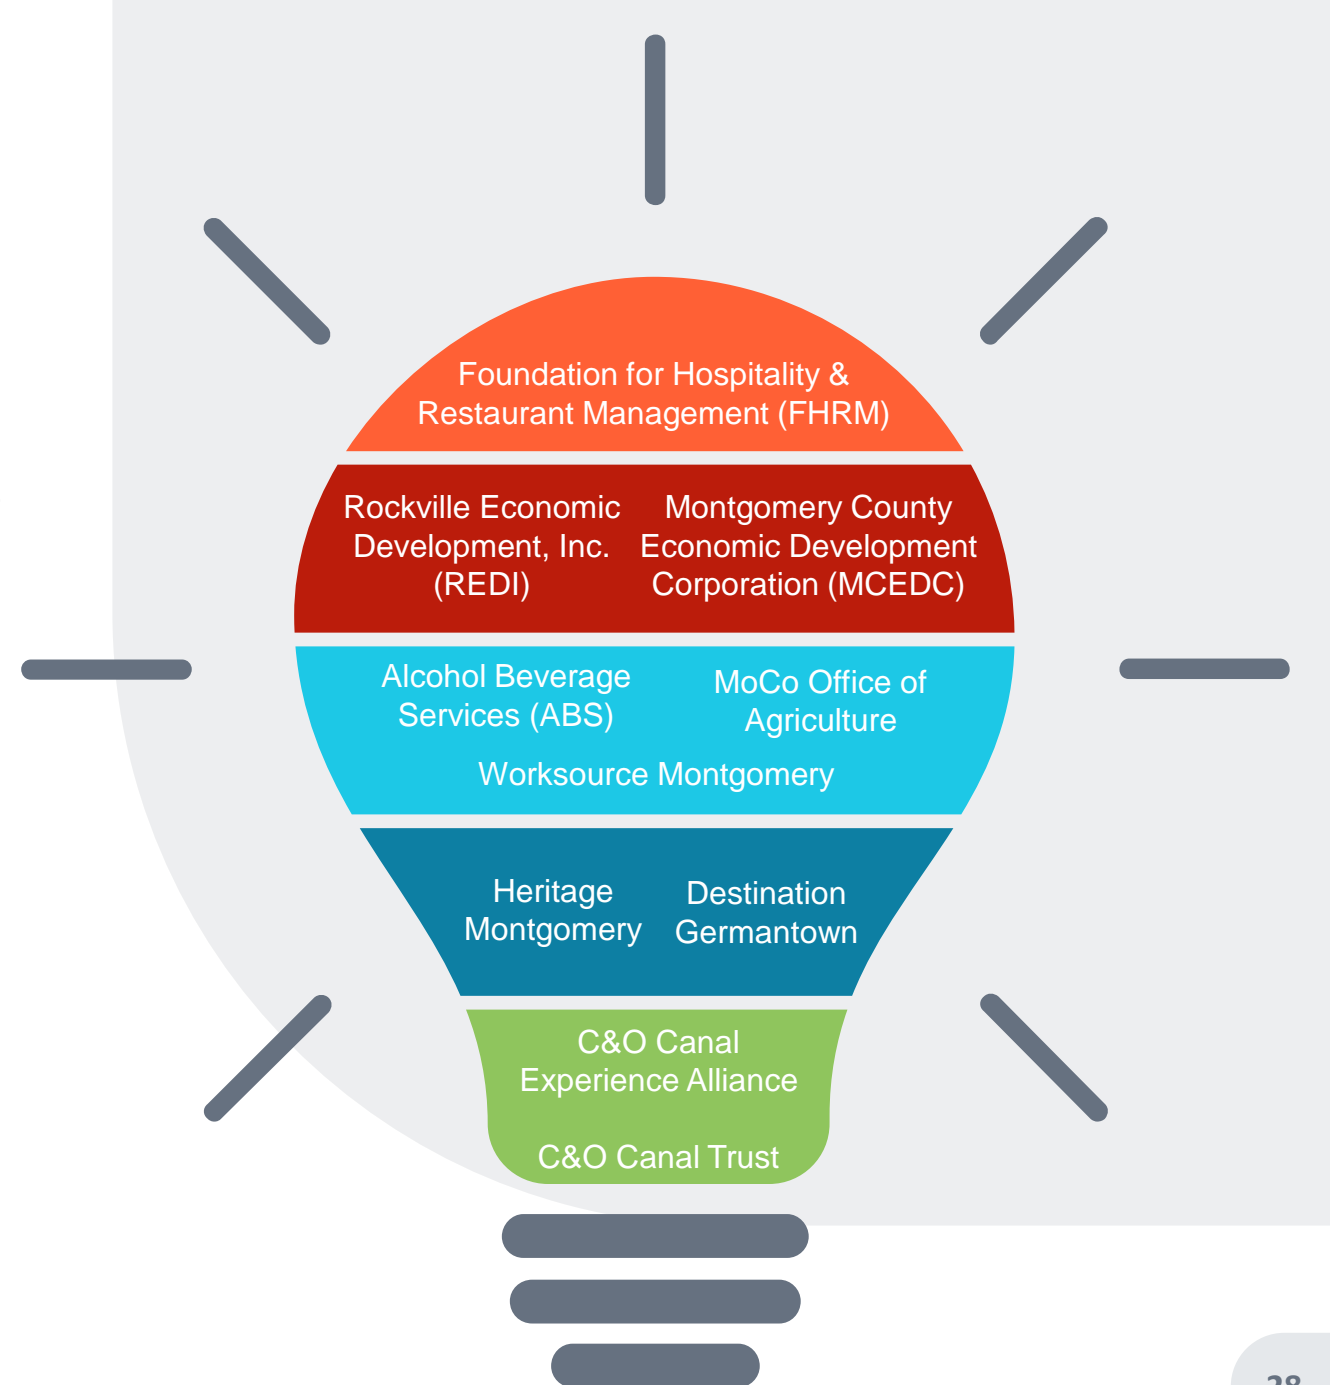 Foundation for Hospitality &
Restaurant Management (FHRM)
Rockville Economic
Development, Inc.
(REDI)
Montgomery County
Economic Development
Corporation (MCEDC)
Alcohol Beverage
Services (ABS)
MoCo Office of
Agriculture
Worksource Montgomery
Heritage
Montgomery
Destination
Germantown
C&O Canal
Experience Alliance
C&O Canal Trust
28